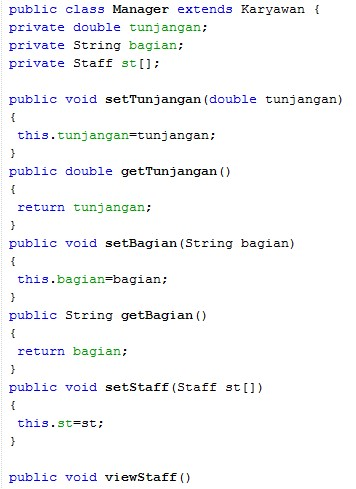 public class Manager extends Karyawan {
private double tunjangan;
private String bagian;
private Staff st[];
public void setTunjangan(double tunjangan)
{
this.tunjangan=tunjangan;
}
public double getTunjangan()
{
return tunjangan;
}
public void setBagian(String bagian)
{
this.bagian=bagian;
}
public String getBagian()
{
return bagian;
}
public void setStaff(Staff st[])
{
this.st=st;
}
public void viewStaff()